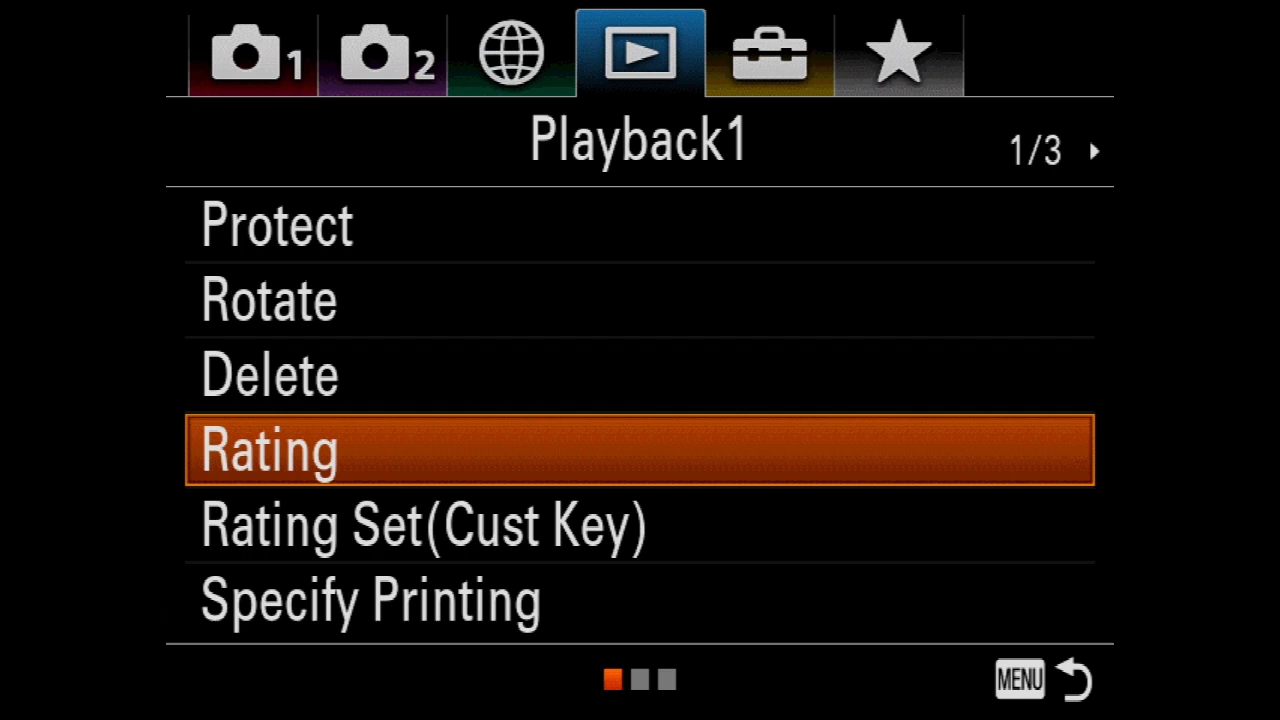 1 2
Playback1
1/3
Protect
Rotate
Delete
Rating
Rating Set(Cust Key)
Specify Printing
MENU